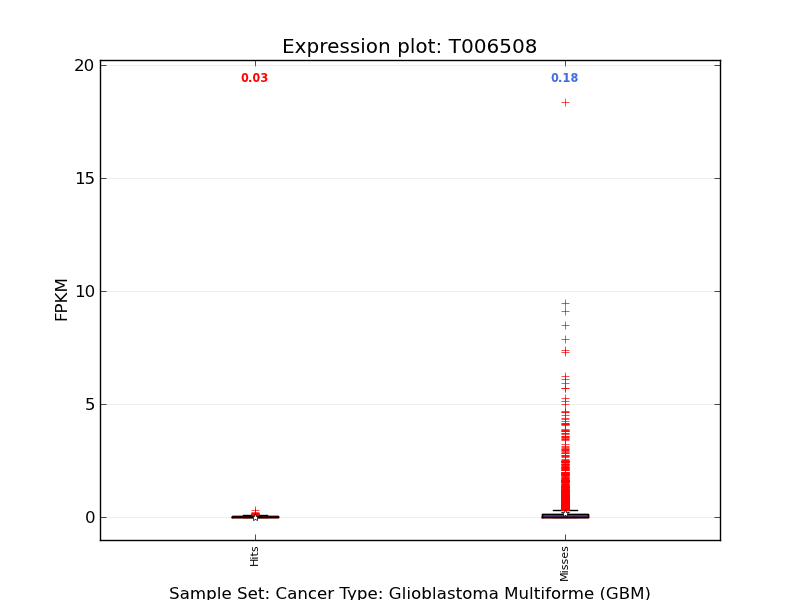 Expression plot: T006508
20
0.03
0.18
15
FPKM
10
5
0
Hits
Misses
Sample Set: Cancer Type: Glioblastoma Multiforme (GBM)